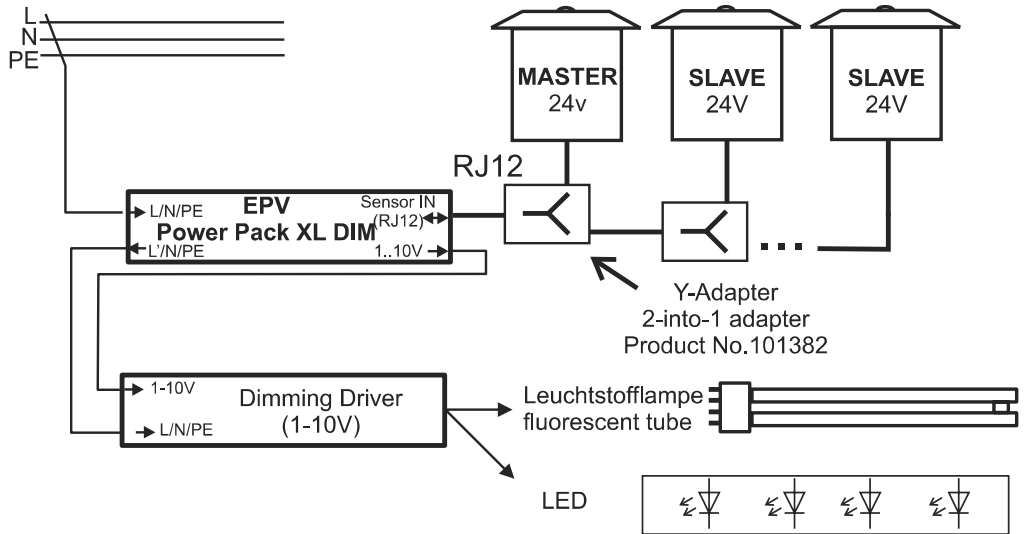 L
N
PE
MASTER
24v
SLAVE
24V
SLAVE
24V
RJ12
L/N/PE
EPV
Sensor IN
(RJ12)
Power Pack XL DIM
L'/N/PE
1..10V
Y-Adapter
2-into-1 adapter
Product No.101382
1-10V
Dimming Driver
(1-10V)
L/N/PE
Leuchtstofflampe
fluorescent tube
LED